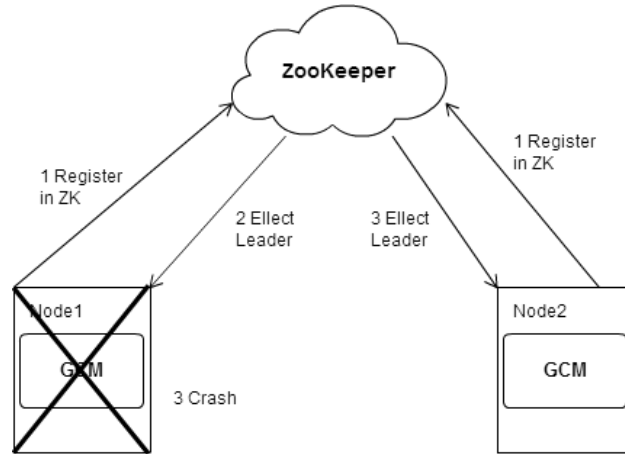 ZooKeeper
1 Register
in ZK
2 Ellect
Leader
3 Ellect
Leader
1 Register
in ZK
Node1
GCM
3 Crash
Node2
GCM